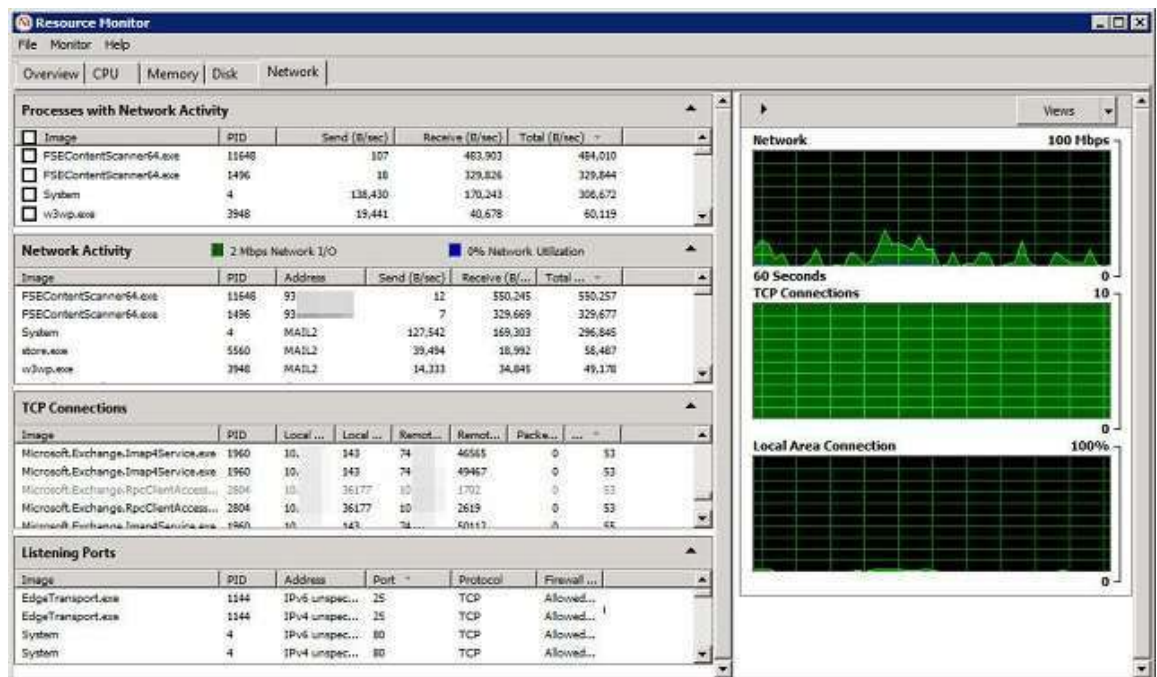 Resource Monitor
File Monitor Help
Overview CPU Memory Disk Network
Processes with Network Activity
Image PID Send (B/sec) Receive (B/sec) Total (B/sec)
FSEContentScanner64.exe 11648 107 483,903 484,010
FSEContentScanner64.exe 1496 18 329,826 329,844
System 4 138,430 170,243 308,672
w3wp.exe 3948 19,441 40,678 60,119
Network Activity 2 Mbps Network I/O 0% Network Utilization
Image PID Address Send (B/sec) Receive (B/... Total ...
FSEContentScanner64.exe 11648 93 12 550,245 550,257
FSEContentScanner64.exe 1496 93 7 329,669 329,677
System 4 MAIL2 127,542 169,303 296,845
store.exe 5560 MAIL2 39,494 18,992 58,487
w3wp.exe 3948 MAIL2 14,333 34,845 49,178
TCP Connections
Image PID Local ... Local ... Remot... Remot... Packe... ...
Microsoft.Exchange.Imap4Service.exe 1960 10. 143 74 46565 0 53
Microsoft.Exchange.Imap4Service.exe 1960 10. 143 74 49467 0 53
Microsoft.Exchange.RpcClientAccess... 2804 10. 36177 10 1702 0 53
Microsoft.Exchange.RpcClientAccess... 2804 10. 36177 10 2619 0 53
Microsoft.Exchange.Imap4Service.exe 1960 10. 143 74... 50117 0 55
Listening Ports
Image PID Address Port Protocol Firewall ...
EdgeTransport.exe 1144 IPv6 unspec... 25 TCP Allowed...
EdgeTransport.exe 1144 IPv4 unspec... 25 TCP Allowed...
System 4 IPv6 unspec... 80 TCP Allowed...
System 4 IPv4 unspec... 80 TCP Allowed...
Views
Network 100 Mbps
60 Seconds 0
TCP Connections 10
0
Local Area Connection 100%
0